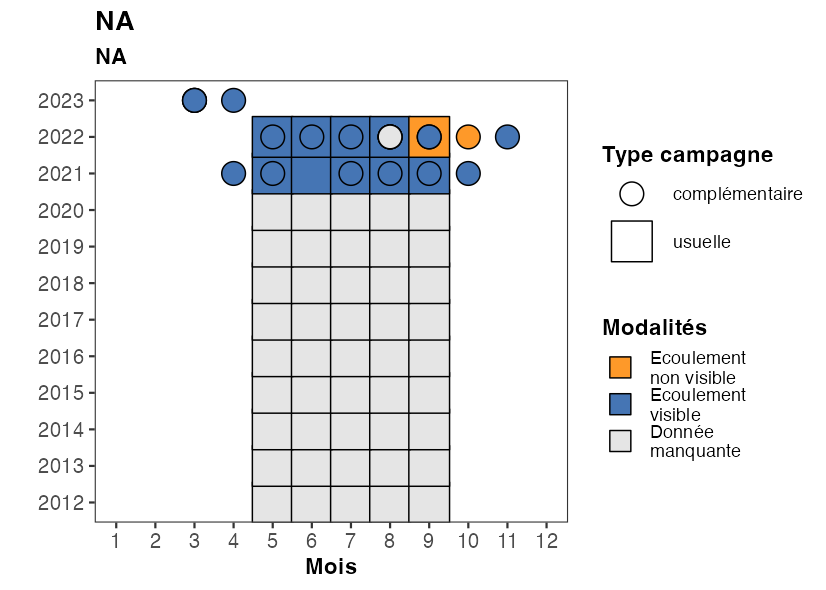 NA
NA
2023
2022
2021
2020
2019
2018
2017
2016
2015
2014
2013
2012
1 2 3 4 5 6 7 8 9 10 11 12
Mois
Type campagne
complémentaire
usuelle
Modalités
Ecoulement
non visible
Ecoulement
visible
Donnée
manquante